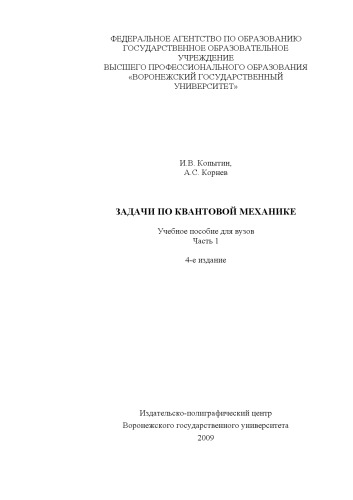 ФЕДЕРАЛЬНОЕ АГЕНТСТВО ПО ОБРАЗОВАНИЮ
ГОСУДАРСТВЕННОЕ ОБРАЗОВАТЕЛЬНОЕ
УЧРЕЖДЕНИЕ
ВЫСШЕГО ПРОФЕССИОНАЛЬНОГО ОБРАЗОВАНИЯ
«ВОРОНЕЖСКИЙ ГОСУДАРСТВЕННЫЙ
УНИВЕРСИТЕТ»
И.В. Копытин,
А.С. Корнев
ЗАДАЧИ ПО КВАНТОВОЙ МЕХАНИКЕ
Учебное пособие для вузов
Часть 1
4-е издание
Издательско-полиграфический центр
Воронежского государственного университета
2009